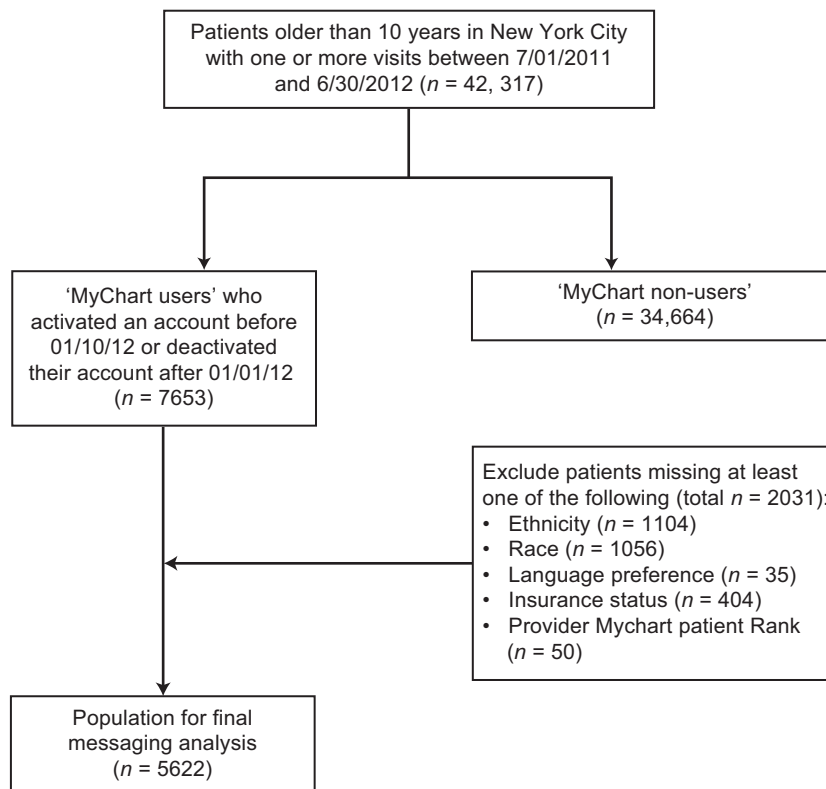 Patients older than 10 years in New York City
with one or more visits between 7/01/2011
and 6/30/2012 (n = 42, 317)
‘MyChart users’ who
activated an account before
01/10/12 or deactivated
their account after 01/01/12
(n = 7653)
‘MyChart non-users’
(n = 34,664)
Exclude patients missing at least
one of the following (total n = 2031):
• Ethnicity (n = 1104)
• Race (n = 1056)
• Language preference (n = 35)
• Insurance status (n = 404)
• Provider Mychart patient Rank
(n = 50)
Population for final
messaging analysis
(n = 5622)